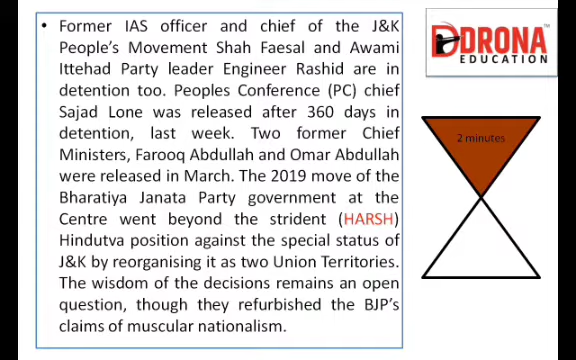 • Former IAS officer and chief of the J&K
People's Movement Shah Faesal and Awami
Ittehad Party leader Engineer Rashid are in
detention too. Peoples Conference (PC) chief
Sajad Lone was released after 360 days in
detention, last week. Two former Chief
Ministers, Farooq Abdullah and Omar Abdullah
were released in March. The 2019 move of the
Bharatiya Janata Party government at the
Centre went beyond the strident (HARSH)
Hindutva position against the special status of
J&K by reorganising it as two Union Territories.
The wisdom of the decisions remains an open
question, though they refurbished the BJP's
claims of muscular nationalism.
DRONA
EDUCATION
2 minutes